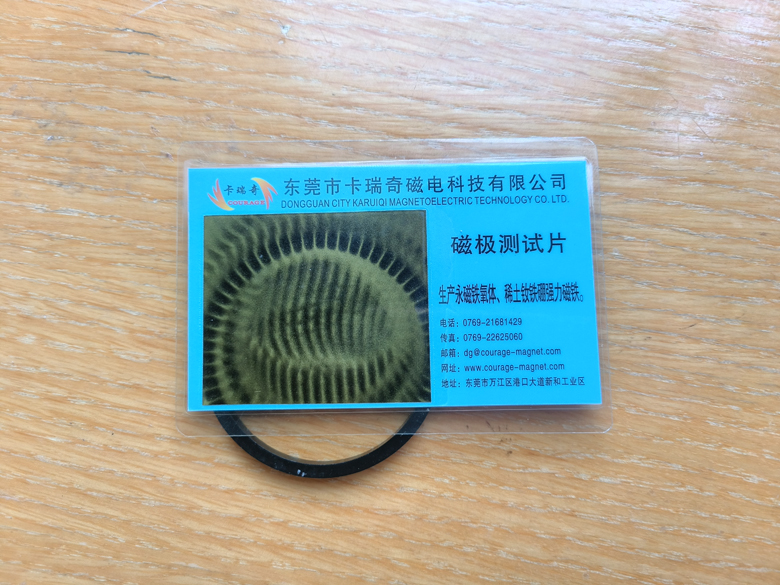 卡瑞奇
COURAGE
东莞市卡瑞奇磁电科技有限公司
DONGGUAN CITY KARUIQI MAGNETOELECTRIC TECHNOLOGY CO. LTD.
磁极测试片
生产永磁铁氧体、稀土钕铁硼强力磁铁。
电话：0769-21681429
传真：0769-22625060
邮箱：dg@courage-magnet.com
网址：www.courage-magnet.com
地址：东莞市万江区港口大道新和工业区